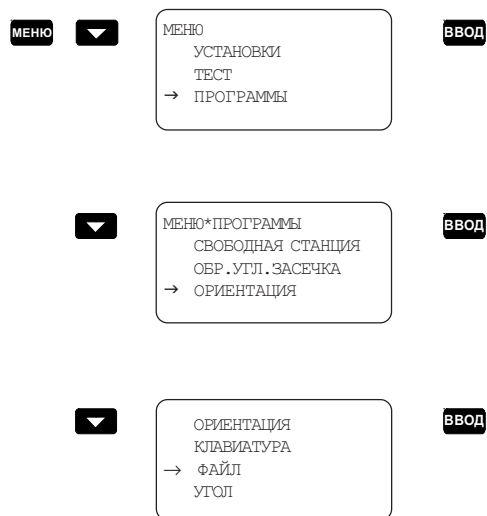 МЕНЮ
МЕНЮ
УСТАНОВКИ
ТЕСТ
→ ПРОГРАММЫ
ВВОД
МЕНЮ*ПРОГРАММЫ
СВОБОДНАЯ СТАНЦИЯ
ОБР.УГЛ.ЗАСЕЧКА
→ ОРИЕНТАЦИЯ
ВВОД
ОРИЕНТАЦИЯ
КЛАВИАТУРА
→ ФАЙЛ
УГОЛ
ВВОД